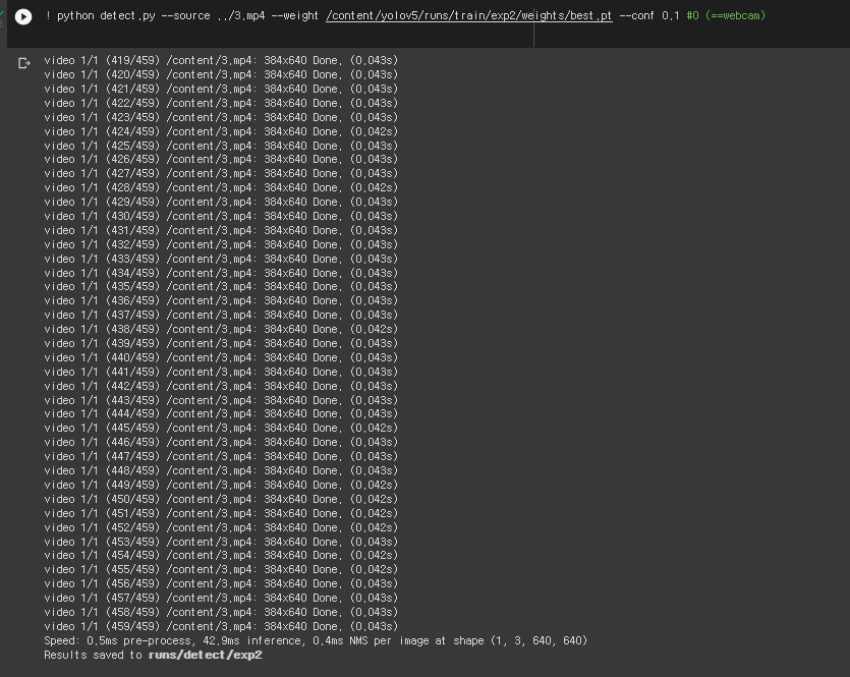 ! python detect.py --source ../3.mp4 --weight /content/yolov5/runs/train/exp2/weights/best.pt --conf 0.1 #0 (==webcam)
video 1/1 (419/459) /content/3.mp4: 384x640 Done. (0.043s)
video 1/1 (420/459) /content/3.mp4: 384x640 Done. (0.043s)
video 1/1 (421/459) /content/3.mp4: 384x640 Done. (0.043s)
video 1/1 (422/459) /content/3.mp4: 384x640 Done. (0.043s)
video 1/1 (423/459) /content/3.mp4: 384x640 Done. (0.043s)
video 1/1 (424/459) /content/3.mp4: 384x640 Done. (0.042s)
video 1/1 (425/459) /content/3.mp4: 384x640 Done. (0.043s)
video 1/1 (426/459) /content/3.mp4: 384x640 Done. (0.043s)
video 1/1 (427/459) /content/3.mp4: 384x640 Done. (0.043s)
video 1/1 (428/459) /content/3.mp4: 384x640 Done. (0.042s)
video 1/1 (429/459) /content/3.mp4: 384x640 Done. (0.043s)
video 1/1 (430/459) /content/3.mp4: 384x640 Done. (0.043s)
video 1/1 (431/459) /content/3.mp4: 384x640 Done. (0.043s)
video 1/1 (432/459) /content/3.mp4: 384x640 Done. (0.043s)
video 1/1 (433/459) /content/3.mp4: 384x640 Done. (0.043s)
video 1/1 (434/459) /content/3.mp4: 384x640 Done. (0.043s)
video 1/1 (435/459) /content/3.mp4: 384x640 Done. (0.043s)
video 1/1 (436/459) /content/3.mp4: 384x640 Done. (0.043s)
video 1/1 (437/459) /content/3.mp4: 384x640 Done. (0.043s)
video 1/1 (438/459) /content/3.mp4: 384x640 Done. (0.042s)
video 1/1 (439/459) /content/3.mp4: 384x640 Done. (0.043s)
video 1/1 (440/459) /content/3.mp4: 384x640 Done. (0.043s)
video 1/1 (441/459) /content/3.mp4: 384x640 Done. (0.043s)
video 1/1 (442/459) /content/3.mp4: 384x640 Done. (0.043s)
video 1/1 (443/459) /content/3.mp4: 384x640 Done. (0.043s)
video 1/1 (444/459) /content/3.mp4: 384x640 Done. (0.043s)
video 1/1 (445/459) /content/3.mp4: 384x640 Done. (0.042s)
video 1/1 (446/459) /content/3.mp4: 384x640 Done. (0.043s)
video 1/1 (447/459) /content/3.mp4: 384x640 Done. (0.043s)
video 1/1 (448/459) /content/3.mp4: 384x640 Done. (0.043s)
video 1/1 (449/459) /content/3.mp4: 384x640 Done. (0.042s)
video 1/1 (450/459) /content/3.mp4: 384x640 Done. (0.042s)
video 1/1 (451/459) /content/3.mp4: 384x640 Done. (0.042s)
video 1/1 (452/459) /content/3.mp4: 384x640 Done. (0.043s)
video 1/1 (453/459) /content/3.mp4: 384x640 Done. (0.043s)
video 1/1 (454/459) /content/3.mp4: 384x640 Done. (0.042s)
video 1/1 (455/459) /content/3.mp4: 384x640 Done. (0.042s)
video 1/1 (456/459) /content/3.mp4: 384x640 Done. (0.043s)
video 1/1 (457/459) /content/3.mp4: 384x640 Done. (0.043s)
video 1/1 (458/459) /content/3.mp4: 384x640 Done. (0.043s)
video 1/1 (459/459) /content/3.mp4: 384x640 Done. (0.043s)
Speed: 0.5ms pre-process, 42.9ms inference, 0.4ms NMS per image at shape (1, 3, 640, 640)
Results saved to runs/detect/exp2